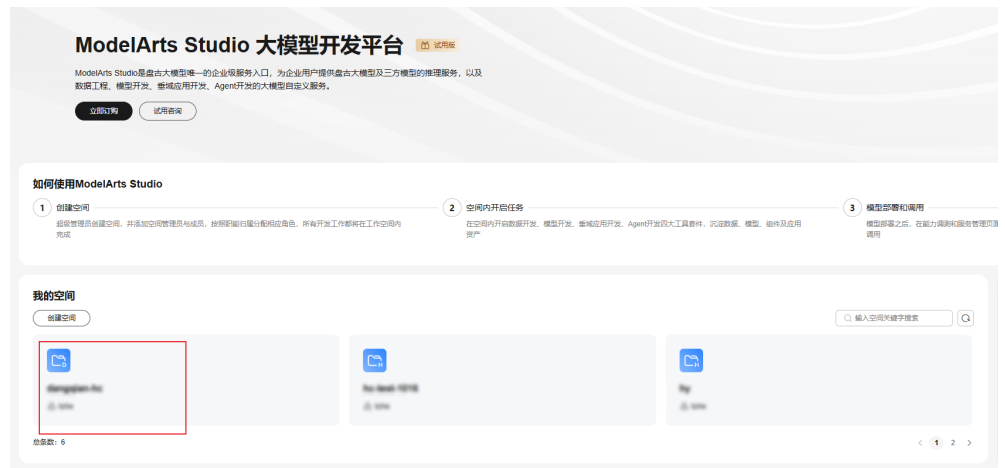 ModelArts Studio 大模型开发平台 试用版
ModelArts Studio是盘古大模型唯一的企业级服务入口，为企业用户提供盘古大模型及三方模型的推理服务，以及
数据工程、模型开发、垂域应用开发、Agent开发的大模型自定义服务。
立即订购 试用咨询
如何使用ModelArts Studio
1 创建空间
超级管理员创建空间，并添加空间管理员与成员，按照职能归属分配相应角色，所有开发工作都将在工作空间内
完成
2 空间内开启任务
在空间内开启数据开发、模型开发、垂域应用开发、Agent开发四大工具套件，沉淀数据、模型、组件及应用
资产
3 模型部署和调用
模型部署之后，在能力调测和服务管理页面
调用
我的空间
创建空间
输入空间关键字搜索
D
H
H
总条数：6
< 1 2 >